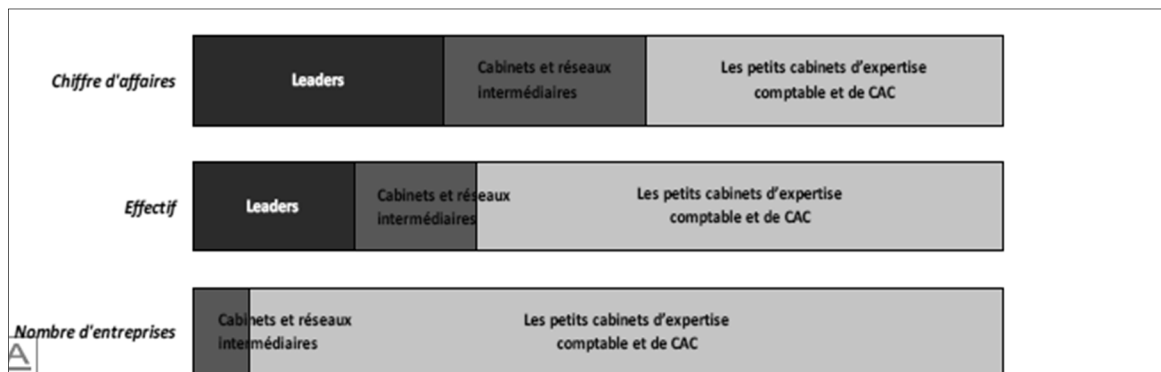 Chiffre d'affaires
Leaders
Cabinets et réseaux
intermédiaires
Les petits cabinets d'expertise
comptable et de CAC
Effectif
Leaders
Cabinets et réseaux
intermédiaires
Les petits cabinets d'expertise
comptable et de CAC
Nombre d'entreprises
Cabinets et réseaux
intermédiaires
Les petits cabinets d'expertise
comptable et de CAC
A